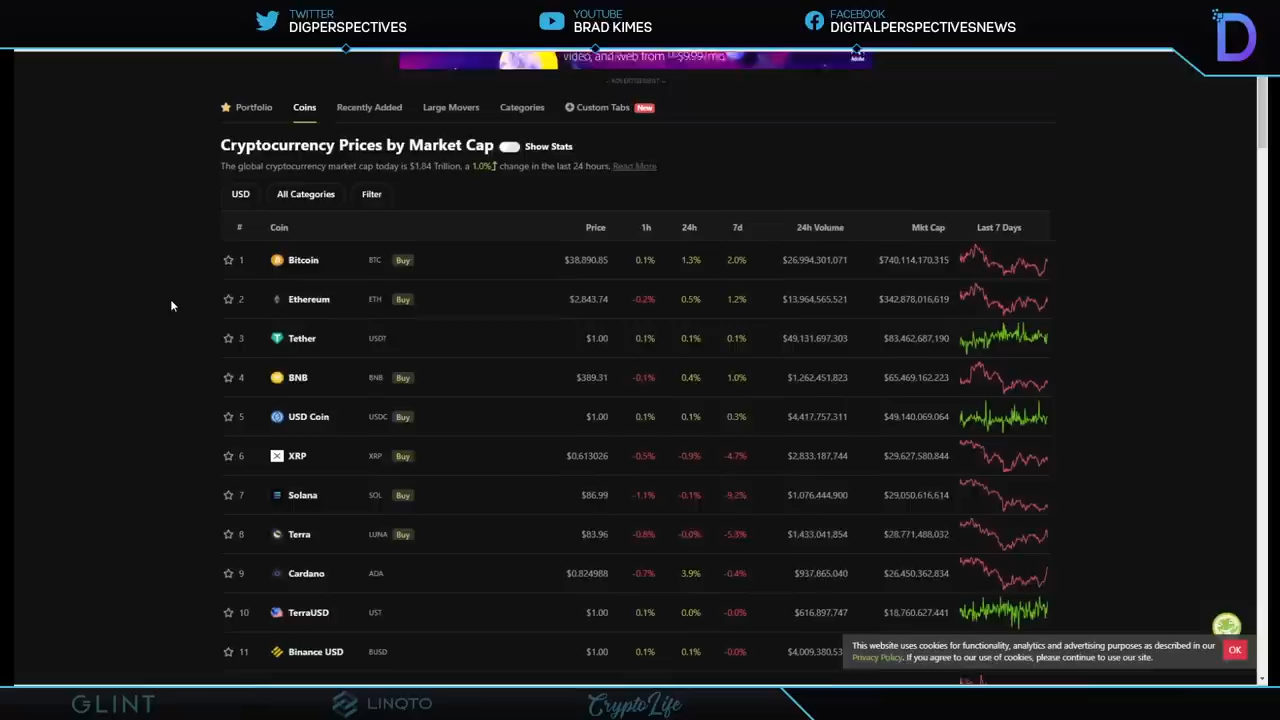 TWITTER
DIGPERSPECTIVES
YOUTUBE
BRAD KIMES
FACEBOOK
DIGITALPERSPECTIVESNEWS
video, and web from US$9.99/mo.
Adobe
– ADVERTISEMENT –
Portfolio Coins Recently Added Large Movers Categories Custom Tabs New
Cryptocurrency Prices by Market Cap Show Stats
The global cryptocurrency market cap today is $1.84 Trillion, a 1.0% change in the last 24 hours. Read More
USD All Categories Filter
# Coin Price 1h 24h 7d 24h Volume Mkt Cap Last 7 Days
1 Bitcoin BTC Buy $38,890.85 0.1% 1.3% 2.0% $26,994,301,071 $740,114,170,315
2 Ethereum ETH Buy $2,843.74 -0.2% 0.5% 1.2% $13,964,565,521 $342,878,016,619
3 Tether USDT $1.00 0.1% 0.1% 0.1% $49,131,697,303 $83,462,687,190
4 BNB BNB Buy $389.31 -0.1% 0.4% 1.0% $1,262,451,823 $65,469,162,223
5 USD Coin USDC Buy $1.00 0.1% 0.1% 0.3% $4,417,757,311 $49,140,069,064
6 XRP XRP Buy $0.613026 -0.5% -0.9% -4.7% $2,833,187,744 $29,627,580,844
7 Solana SOL Buy $86.99 -1.1% -0.1% -9.2% $1,076,444,900 $29,050,616,614
8 Terra LUNA Buy $83.96 -0.8% -0.0% -5.3% $1,433,041,854 $28,771,488,032
9 Cardano ADA $0.824988 -0.7% 3.9% -0.4% $937,865,040 $26,450,362,834
10 TerraUSD UST $1.00 0.1% 0.0% -0.0% $616,897,747 $18,760,627,441
11 Binance USD BUSD $1.00 0.1% 0.1% -0.0%
This website uses cookies for functionality, analytics and advertising purposes as described in our
Privacy Policy. If you agree to our use of cookies, please continue to use our site.
OK
GLINT
LINQTO
CryptoLife